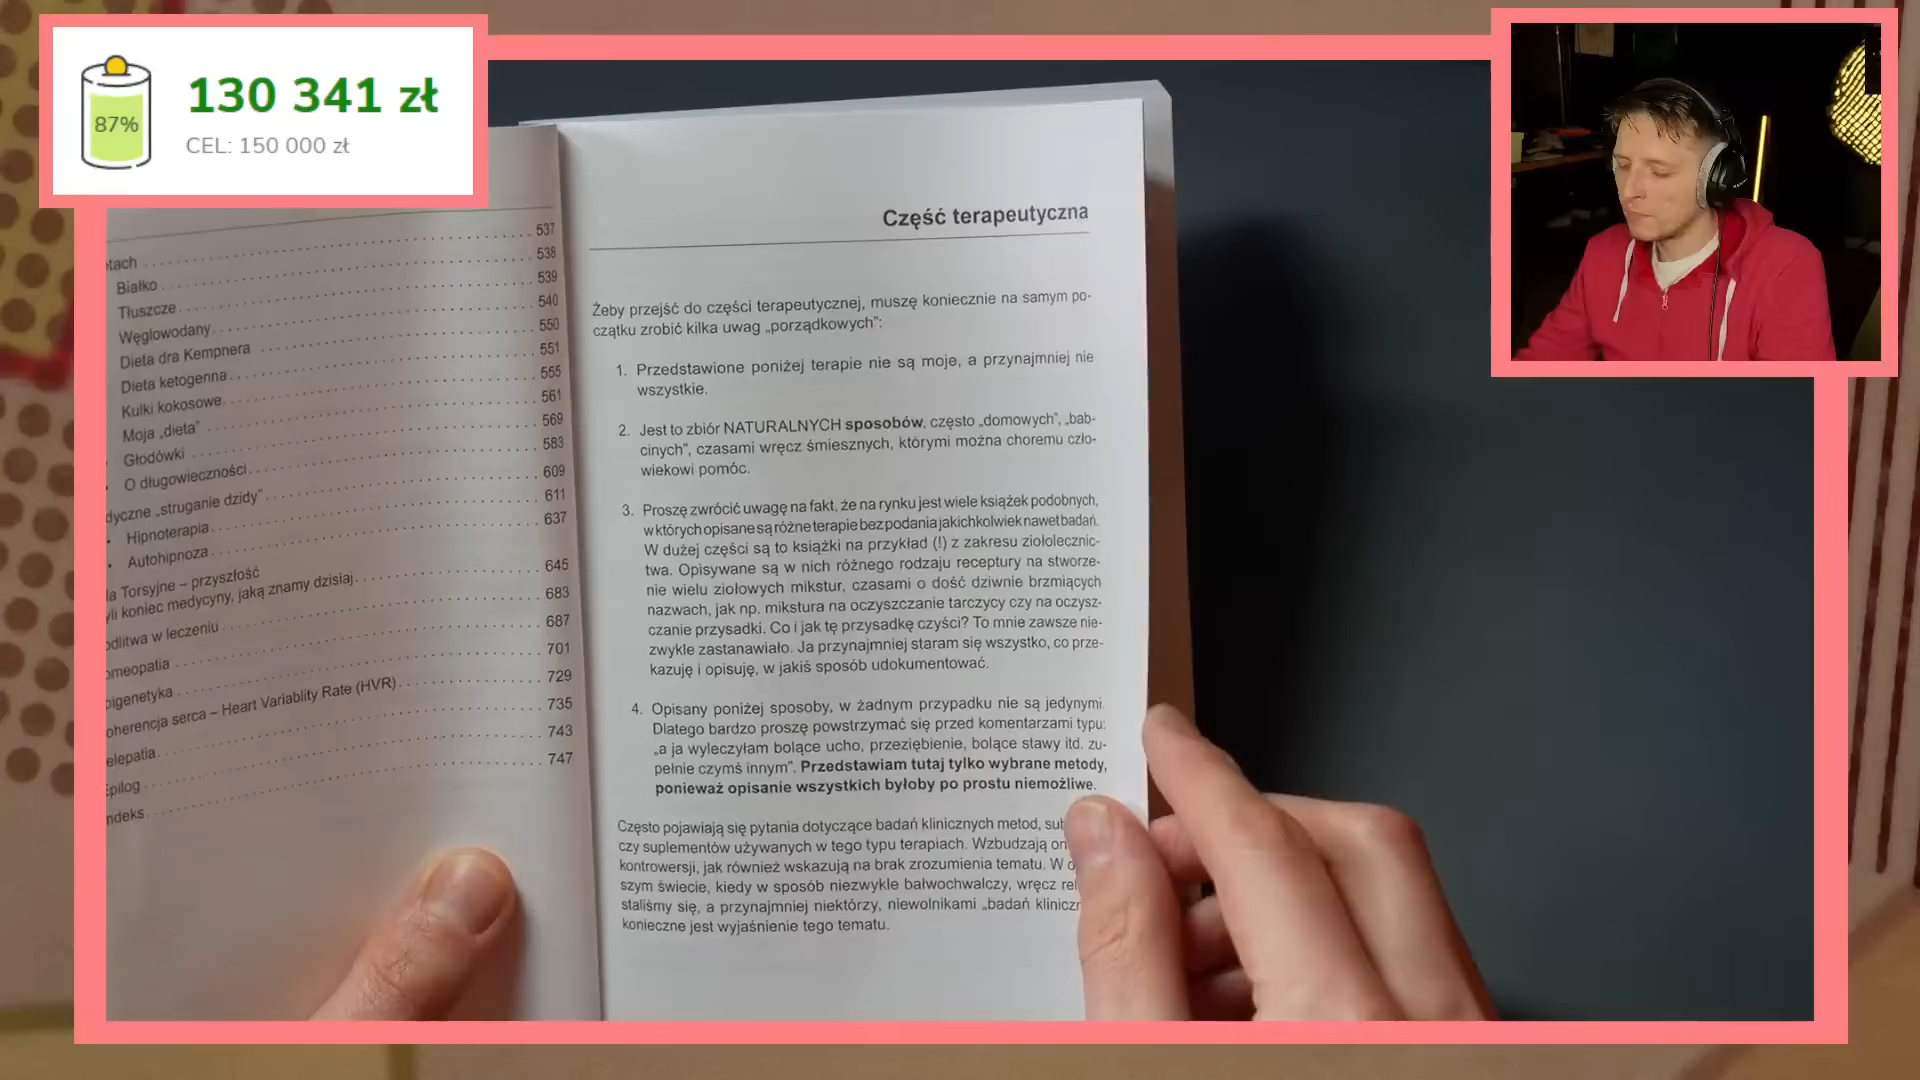 130 341 zł
87%
CEL: 150 000 zł
537
538
Białko 539
Tłuszcze 540
Węglowodany 550
Dieta dra Kempnera 551
Dieta ketogenna 555
Kulki kokosowe 561
Moja „dieta” 569
Głodówki 583
O długowieczności 609
„struganie dzidy” 611
Hipnoterapia 637
Autohipnoza
Torsyjne – przyszłość 645
koniec medycyny, jaką znamy dzisiaj 683
w leczeniu 687
701
729
serca – Heart Variablity Rate (HVR) 735
743
747
Część terapeutyczna
Żeby przejść do części terapeutycznej, muszę koniecznie na samym po-
czątku zrobić kilka uwag „porządkowych”:
1. Przedstawione poniżej terapie nie są moje, a przynajmniej nie
wszystkie.
2. Jest to zbiór NATURALNYCH sposobów, często „domowych”, „bab-
cinych”, czasami wręcz śmiesznych, którymi można choremu czło-
wiekowi pomóc.
3. Proszę zwrócić uwagę na fakt, że na rynku jest wiele książek podobnych,
w których opisane są różne terapie bez podania jakichkolwiek nawet badań.
W dużej części są to książki na przykład (!) z zakresu ziołolecznic-
twa. Opisywane są w nich różnego rodzaju receptury na stworze-
nie wielu ziołowych mikstur, czasami o dość dziwnie brzmiących
nazwach, jak np. mikstura na oczyszczanie tarczycy czy na oczysz-
czanie przysadki. Co i jak tę przysadkę czyści? To mnie zawsze nie-
zwykle zastanawiało. Ja przynajmniej staram się wszystko, co prze-
kazuję i opisuję, w jakiś sposób udokumentować.
4. Opisany poniżej sposoby, w żadnym przypadku nie są jedynymi.
Dlatego bardzo proszę powstrzymać się przed komentarzami typu:
„a ja wyleczyłam bolące ucho, przeziębienie, bolące stawy itd. zu-
pełnie czymś innym”. Przedstawiam tutaj tylko wybrane metody,
ponieważ opisanie wszystkich byłoby po prostu niemożliwe.
Często pojawiają się pytania dotyczące badań klinicznych metod,
czy suplementów używanych w tego typu terapiach. Wzbudzają
kontrowersji, jak również wskazują na brak zrozumienia tematu. W
szym świecie, kiedy w sposób niezwykle bałwochwalczy, wręcz
staliśmy się, a przynajmniej niektórzy, niewolnikami „badań
konieczne jest wyjaśnienie tego tematu.